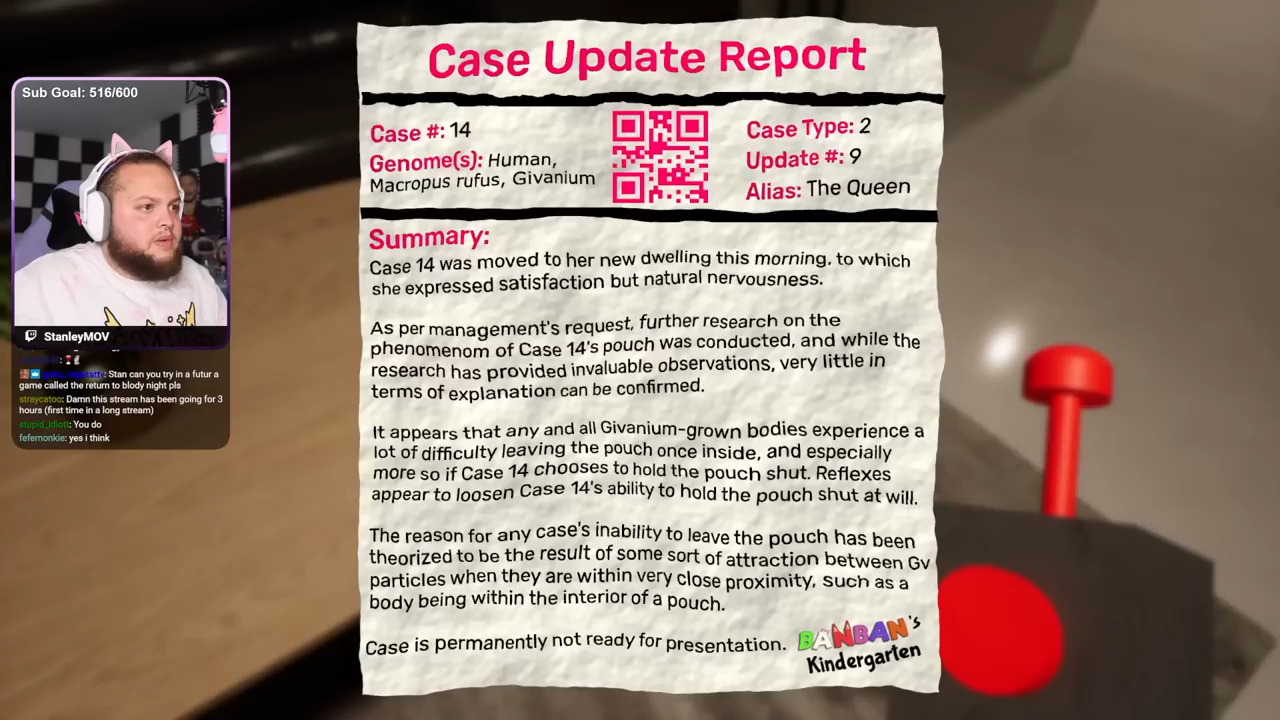 Sub Goal: 516/600
StanleyMOV
Stan can you try in a futur a
game called the return to blody night pls
straycatoo: Damn this stream has been going for 3
hours (first time in a long stream)
stupid_idiott: You do
fefemonkie: yes i think
Case Update Report
Case #: 14
Genome(s): Human,
Macropus rufus, Givanium
Case Type: 2
Update #: 9
Alias: The Queen
Summary:
Case 14 was moved to her new dwelling this morning, to which
she expressed satisfaction but natural nervousness.
As per management's request, further research on the
phenomenom of Case 14's pouch was conducted, and while the
research has provided invaluable observations, very little in
terms of explanation can be confirmed.
It appears that any and all Givanium-grown bodies experience a
lot of difficulty leaving the pouch once inside, and especially
more so if Case 14 chooses to hold the pouch shut. Reflexes
appear to loosen Case 14's ability to hold the pouch shut at will.
The reason for any case's inability to leave the pouch has been
theorized to be the result of some sort of attraction between Gv
particles when they are within very close proximity, such as a
body being within the interior of a pouch.
Case is permanently not ready for presentation.
BANBAN's
Kindergarten